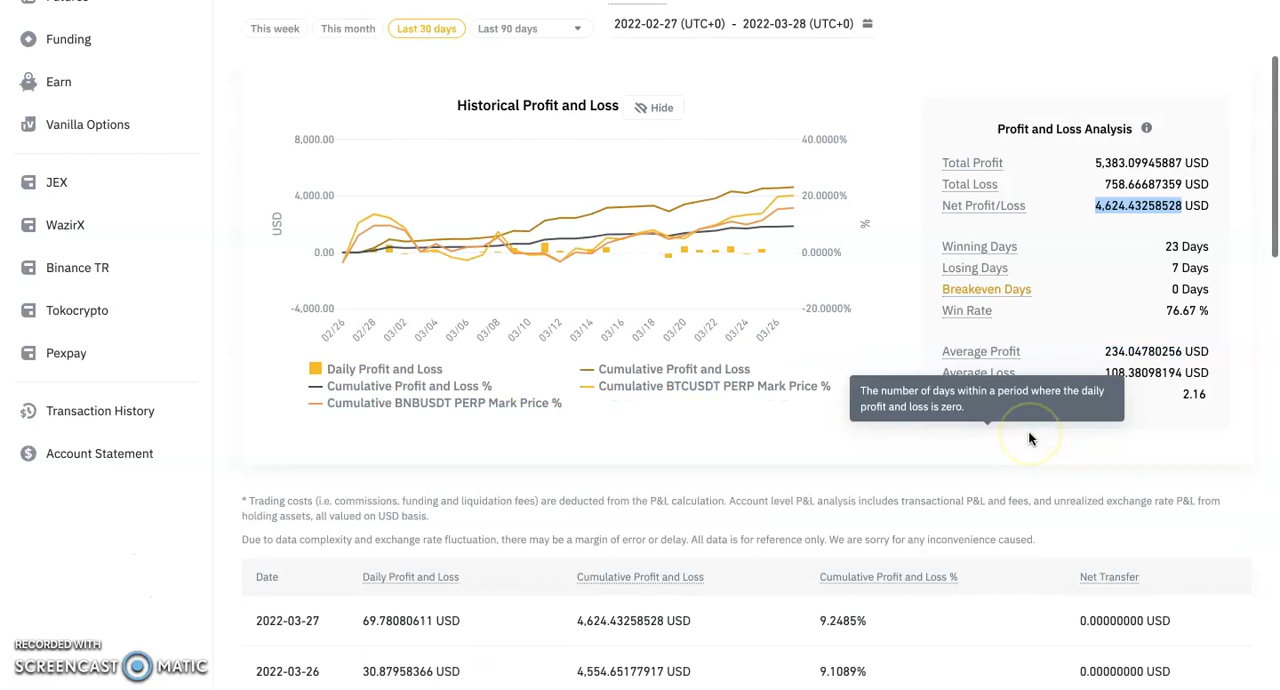 Funding
Earn
Vanilla Options
JEX
WazirX
Binance TR
Tokocrypto
Pexpay
Transaction History
Account Statement
RECORDED WITH
SCREENCAST MATIC
This week
This month
Last 30 days
Last 90 days
2022-02-27 (UTC+0) - 2022-03-28 (UTC+0)
Historical Profit and Loss
Hide
8,000.00
4,000.00
0.00
-4,000.00
USD
40.0000%
20.0000%
0.0000%
-20.0000%
%
02/26
02/28
03/02
03/04
03/06
03/08
03/10
03/12
03/14
03/16
03/18
03/20
03/22
03/24
03/26
Daily Profit and Loss
Cumulative Profit and Loss
Cumulative Profit and Loss %
Cumulative BTCUSDT PERP Mark Price %
Cumulative BNBUSDT PERP Mark Price %
Profit and Loss Analysis
Total Profit 5,383.09945887 USD
Total Loss 758.66687359 USD
Net Profit/Loss 4,624.43258528 USD
Winning Days 23 Days
Losing Days 7 Days
Breakeven Days 0 Days
Win Rate 76.67 %
Average Profit 234.04780256 USD
Average Loss 108.38098194 USD
2.16
The number of days within a period where the daily
profit and loss is zero.
* Trading costs (i.e. commissions, funding and liquidation fees) are deducted from the P&L calculation. Account level P&L analysis includes transactional P&L and fees, and unrealized exchange rate P&L from
holding assets, all valued on USD basis.
Due to data complexity and exchange rate fluctuation, there may be a margin of error or delay. All data is for reference only. We are sorry for any inconvenience caused.
Date Daily Profit and Loss Cumulative Profit and Loss Cumulative Profit and Loss % Net Transfer
2022-03-27 69.78080611 USD 4,624.43258528 USD 9.2485% 0.00000000 USD
2022-03-26 30.87958366 USD 4,554.65177917 USD 9.1089% 0.00000000 USD